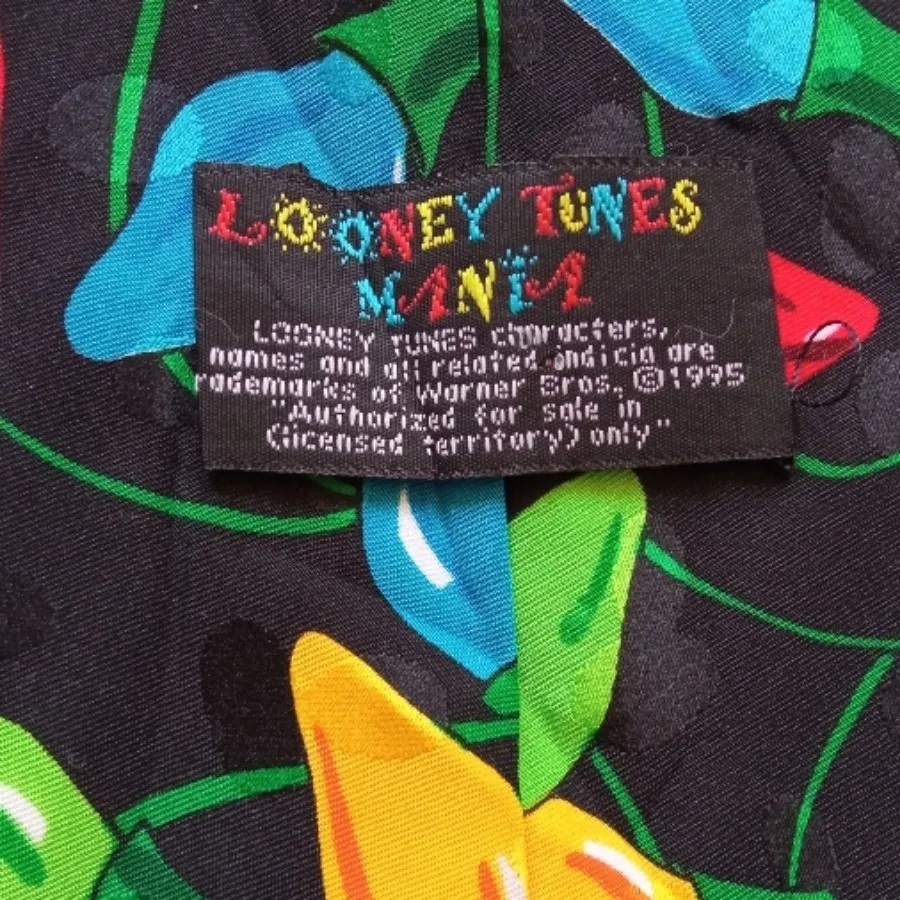 LOONEY TUNES
MANIA
LOONEY TUNES characters,
names and all related indicia are
trademarks of Warner Bros. ©1995
"Authorized for sale in
(licensed territory) only"